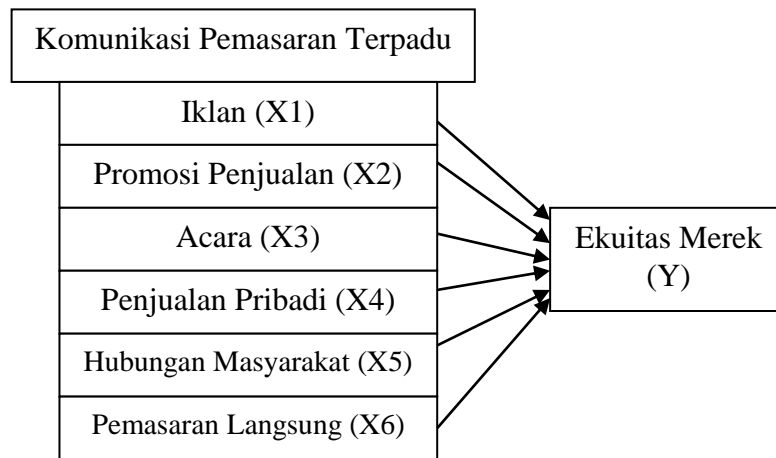 Komunikasi Pemasaran Terpadu
Iklan (X1)
Promosi Penjualan (X2)
Acara (X3)
Penjualan Pribadi (X4)
Hubungan Masyarakat (X5)
Pemasaran Langsung (X6)
Ekuitas Merek
(Y)